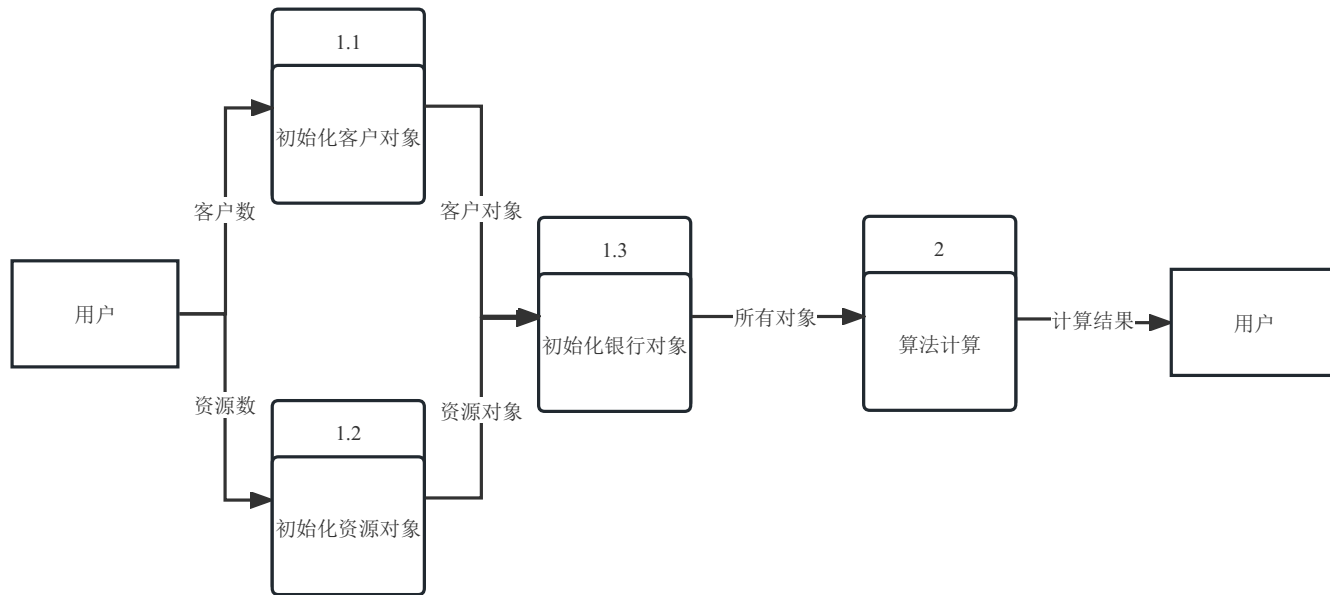 1.1
初始化客户对象
客户数
客户对象
用户
1.3
初始化银行对象
所有对象
2
算法计算
计算结果
用户
资源数
资源对象
1.2
初始化资源对象